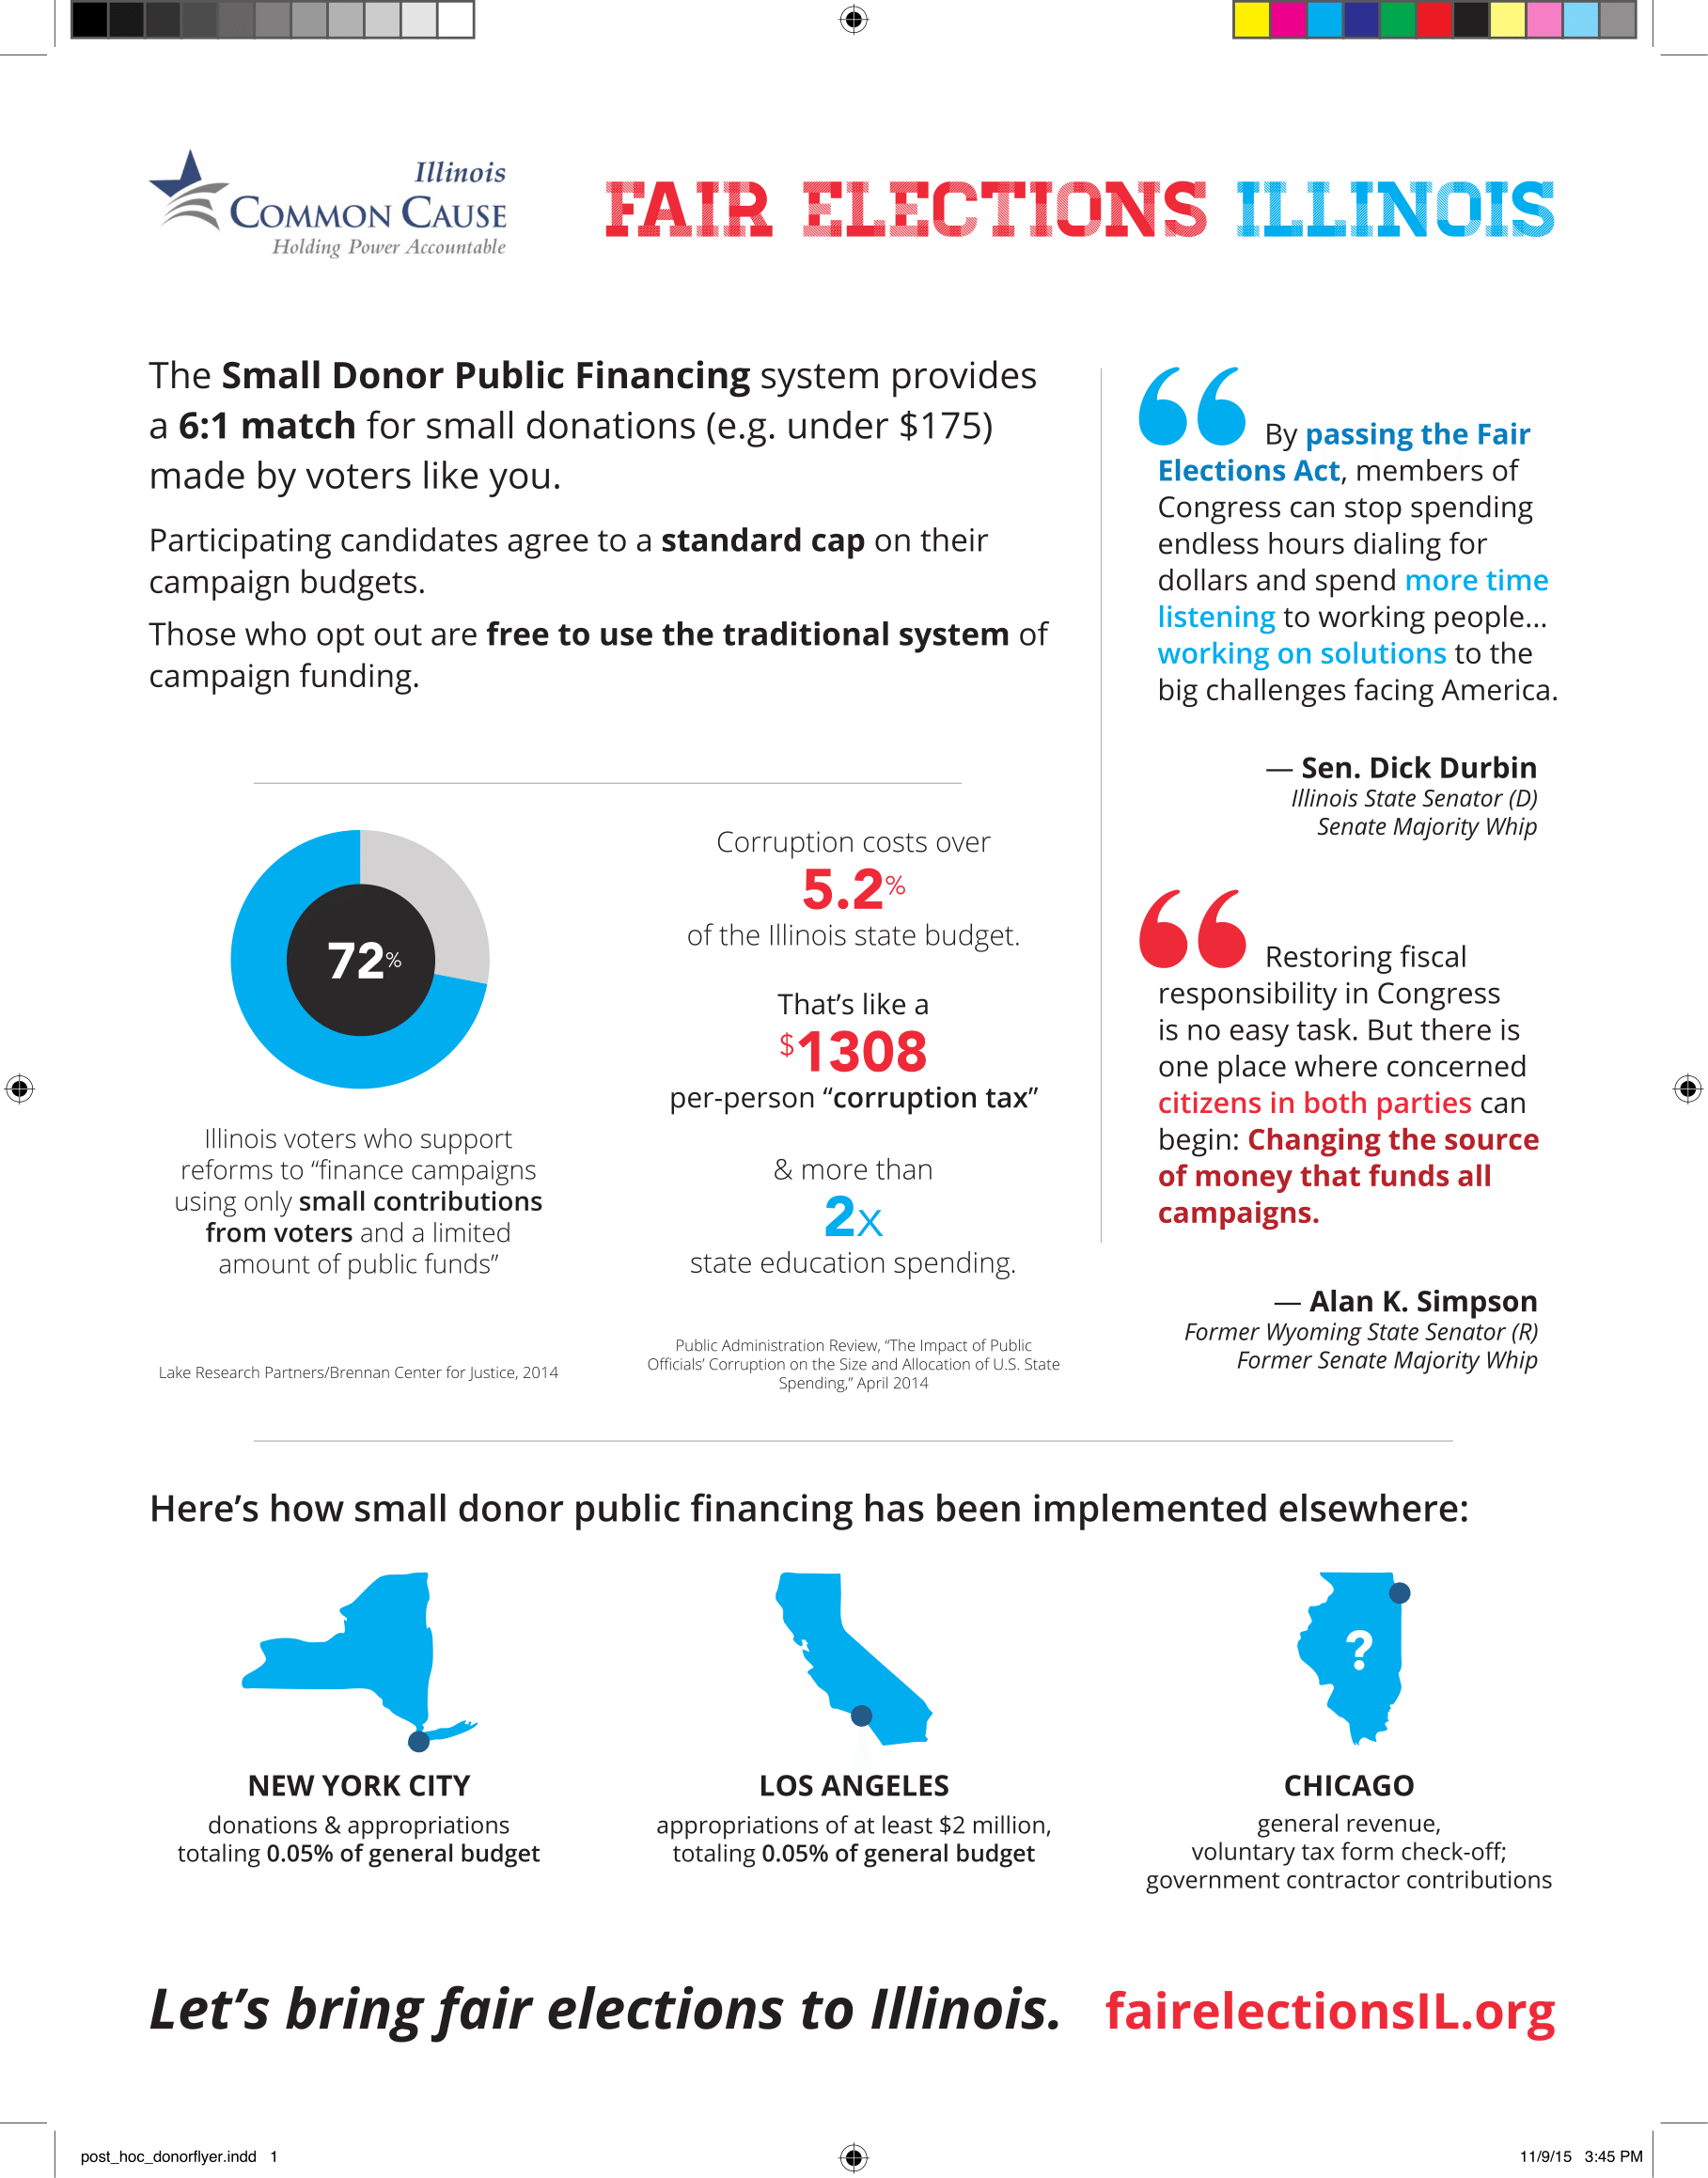 Illinois
COMMON CAUSE
Holding Power Accountable
FAIR ELECTIONS ILLINOIS
The Small Donor Public Financing system provides
a 6:1 match for small donations (e.g. under $175)
made by voters like you.
Participating candidates agree to a standard cap on their
campaign budgets.
Those who opt out are free to use the traditional system of
campaign funding.
72%
Illinois voters who support
reforms to “finance campaigns
using only small contributions
from voters and a limited
amount of public funds”
Lake Research Partners/Brennan Center for Justice, 2014
Corruption costs over
5.2%
of the Illinois state budget.
That’s like a
$1308
per-person “corruption tax”
& more than
2x
state education spending.
Public Administration Review, “The Impact of Public
Officials’ Corruption on the Size and Allocation of U.S. State
Spending,” April 2014
“ By passing the Fair
Elections Act, members of
Congress can stop spending
endless hours dialing for
dollars and spend more time
listening to working people...
working on solutions to the
big challenges facing America.
— Sen. Dick Durbin
Illinois State Senator (D)
Senate Majority Whip
“ Restoring fiscal
responsibility in Congress
is no easy task. But there is
one place where concerned
citizens in both parties can
begin: Changing the source
of money that funds all
campaigns.
— Alan K. Simpson
Former Wyoming State Senator (R)
Former Senate Majority Whip
Here’s how small donor public financing has been implemented elsewhere:
NEW YORK CITY
donations & appropriations
totaling 0.05% of general budget
LOS ANGELES
appropriations of at least $2 million,
totaling 0.05% of general budget
?
CHICAGO
general revenue,
voluntary tax form check-off;
government contractor contributions
Let’s bring fair elections to Illinois. fairelectionsIL.org
post_hoc_donorflyer.indd 1
11/9/15 3:45 PM